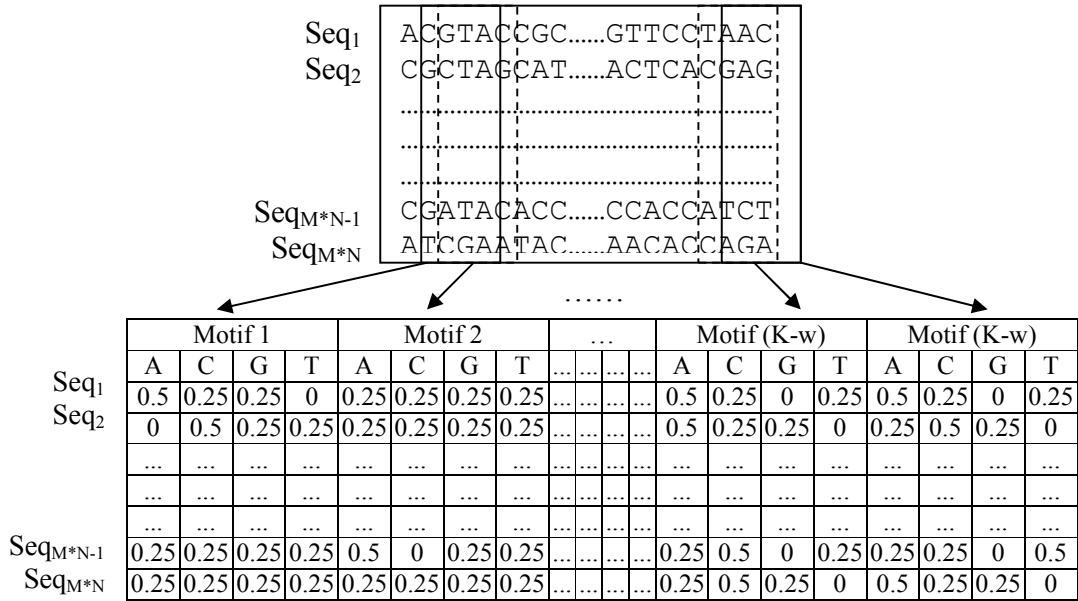 Seq1 ACGTACCGC......GTTCCTAAC
Seq2 CGCTAGCAT......ACTCACGAG
................................................................
................................................................
................................................................
SeqM*N-1 CGATACACC......CCACCATCT
SeqM*N ATCGAATAC......AACACCAGA
……
Motif 1 Motif 2 … Motif (K-w) Motif (K-w)
A C G T A C G T ... ... ... ... A C G T A C G T
Seq1 0.5 0.25 0.25 0 0.25 0.25 0.25 0.25 ... ... ... ... 0.5 0.25 0 0.25 0.5 0.25 0 0.25
Seq2 0 0.5 0.25 0.25 0.25 0.25 0.25 0.25 ... ... ... ... 0.5 0.25 0.25 0 0.25 0.5 0.25 0
... ... ... ... ... ... ... ... ... ... ... ... ... ... ... ... ... ... ... ...
... ... ... ... ... ... ... ... ... ... ... ... ... ... ... ... ... ... ... ...
... ... ... ... ... ... ... ... ... ... ... ... ... ... ... ... ... ... ... ...
SeqM*N-1 0.25 0.25 0.25 0.25 0.5 0 0.25 0.25 ... ... ... ... 0.25 0.5 0 0.25 0.25 0.25 0 0.5
SeqM*N 0.25 0.25 0.25 0.25 0.25 0.25 0.25 0.25 ... ... ... ... 0.25 0.5 0.25 0 0.5 0.25 0.25 0